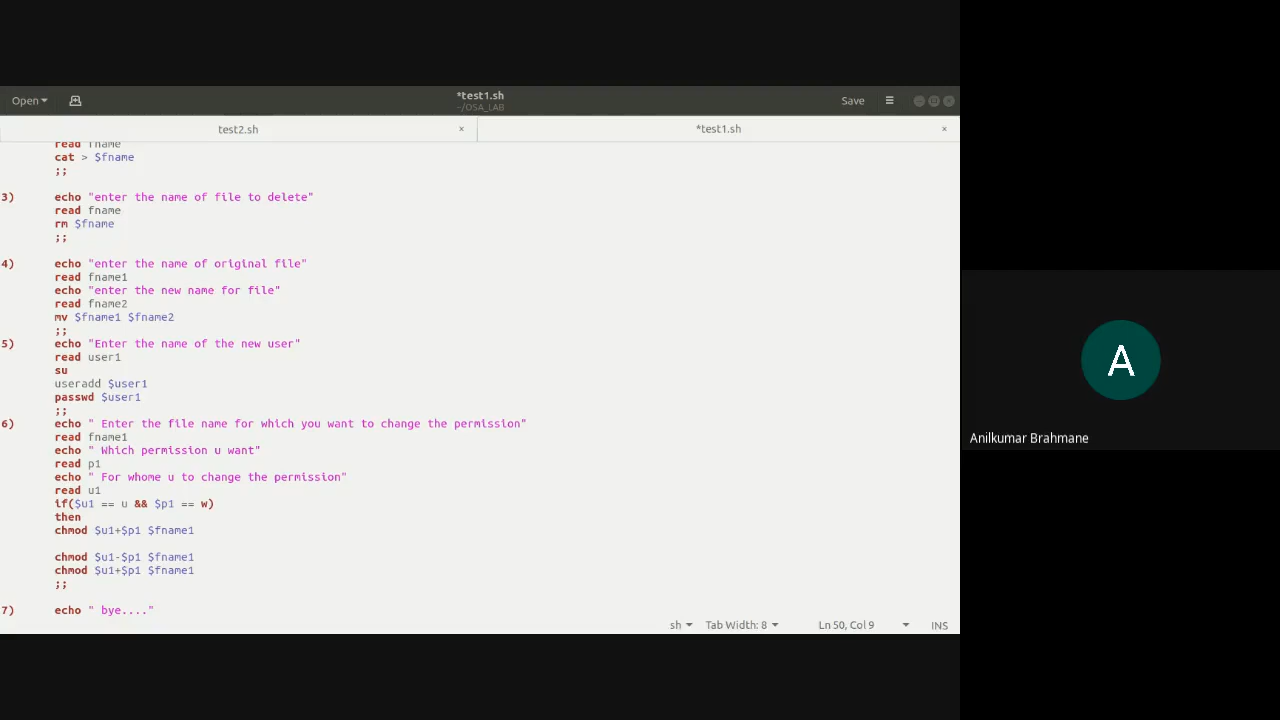 Open
*test1.sh
~/OSA_LAB
Save
test2.sh ×
*test1.sh ×
read fname
cat > $fname
;;
3) echo "enter the name of file to delete"
read fname
rm $fname
;;
4) echo "enter the name of original file"
read fname1
echo "enter the new name for file"
read fname2
mv $fname1 $fname2
;;
5) echo "Enter the name of the new user"
read user1
su
useradd $user1
passwd $user1
;;
6) echo " Enter the file name for which you want to change the permission"
read fname1
echo " Which permission u want"
read p1
echo " For whome u to change the permission"
read u1
if($u1 == u && $p1 == w)
then
chmod $u1+$p1 $fname1
chmod $u1-$p1 $fname1
chmod $u1+$p1 $fname1
;;
7) echo " bye...."
sh Tab Width: 8 Ln 50, Col 9 INS
A
Anilkumar Brahmane